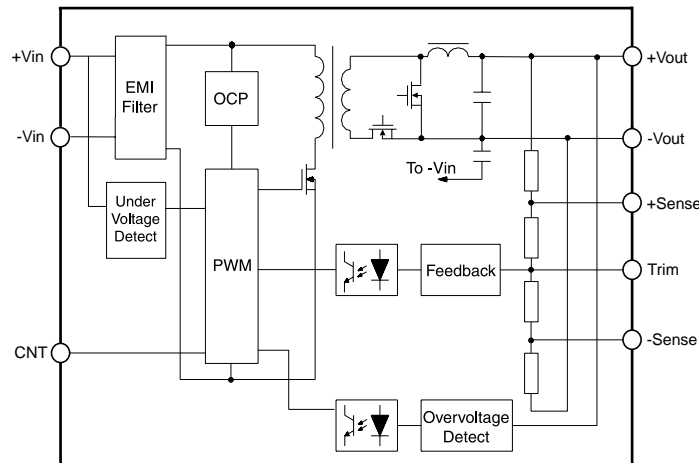 +Vin
EMI
Filter
OCP
+Vout
-Vin
-Vout
To -Vin
Under
Voltage
Detect
+Sense
PWM
Feedback
Trim
-Sense
CNT
Overvoltage
Detect